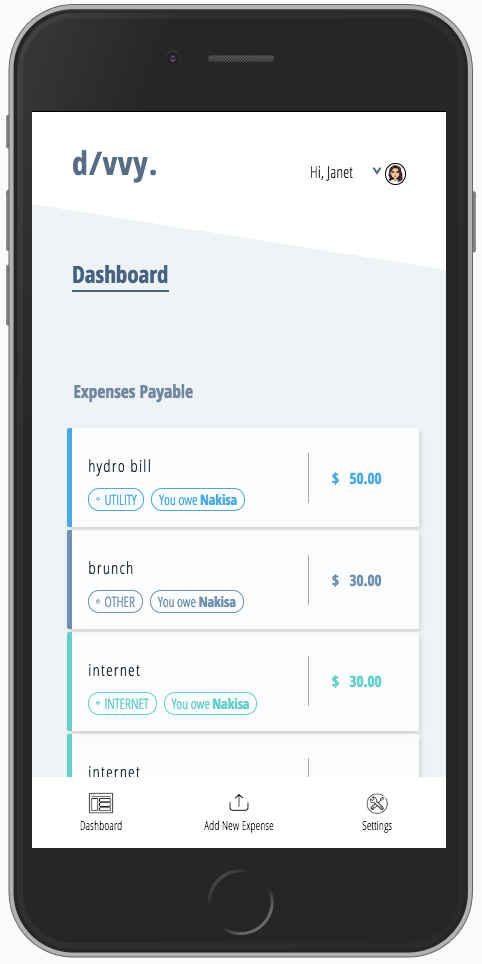 d/vvy.
Hi, Janet
Dashboard
Expenses Payable
hydro bill
$ 50.00
UTILITY You owe Nakisa
brunch
$ 30.00
OTHER You owe Nakisa
internet
$ 30.00
INTERNET You owe Nakisa
internet
Dashboard Add New Expense Settings